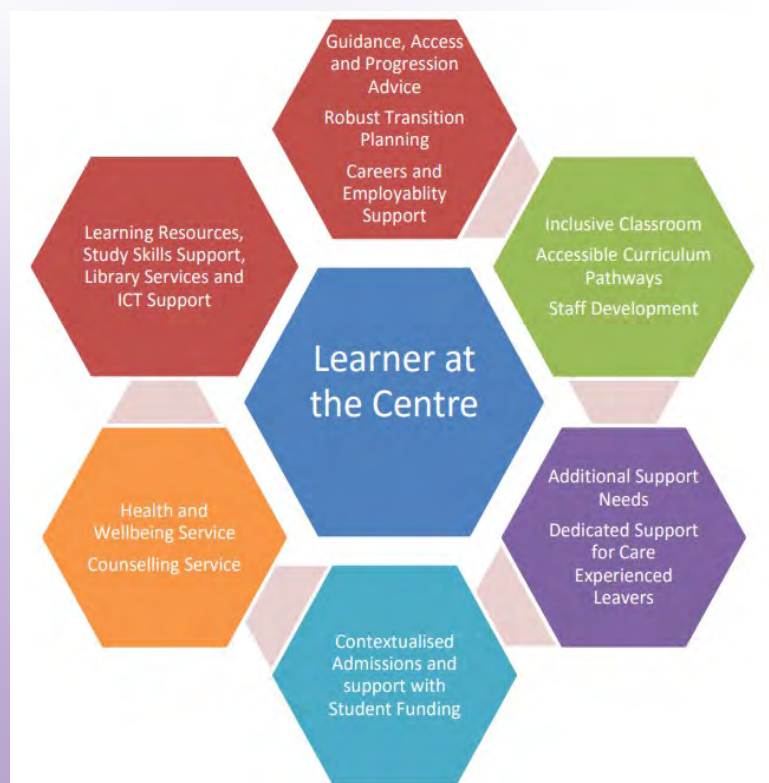 Guidance, Access
and Progression
Advice
Robust Transition
Planning
Careers and
Employablity
Support
Inclusive Classroom
Accessible Curriculum
Pathways
Staff Development
Additional Support
Needs
Dedicated Support
for Care
Experienced
Leavers
Contextualised
Admissions and
support with
Student Funding
Health and
Wellbeing Service
Counselling Service
Learning Resources,
Study Skills Support,
Library Services and
ICT Support
Learner at
the Centre